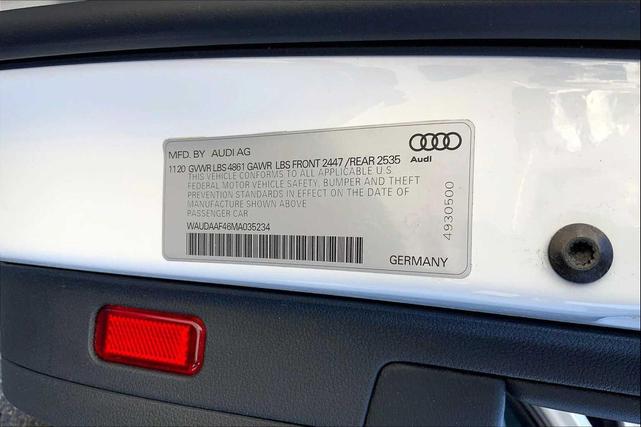 MFD. BY AUDI AG
Audi
1120 GVWR LBS 4861 GAWR LBS FRONT 2447 /REAR 2535
THIS VEHICLE CONFORMS TO ALL APPLICABLE U.S
FEDERAL MOTOR VEHICLE SAFETY, BUMPER AND THEFT
PREVENTION STANDARDS IN EFFECT ON THE DATE OF
MANUFACTURE SHOWN ABOVE
PASSENGER CAR
WAUDAAF46MA035234
4930500
GERMANY